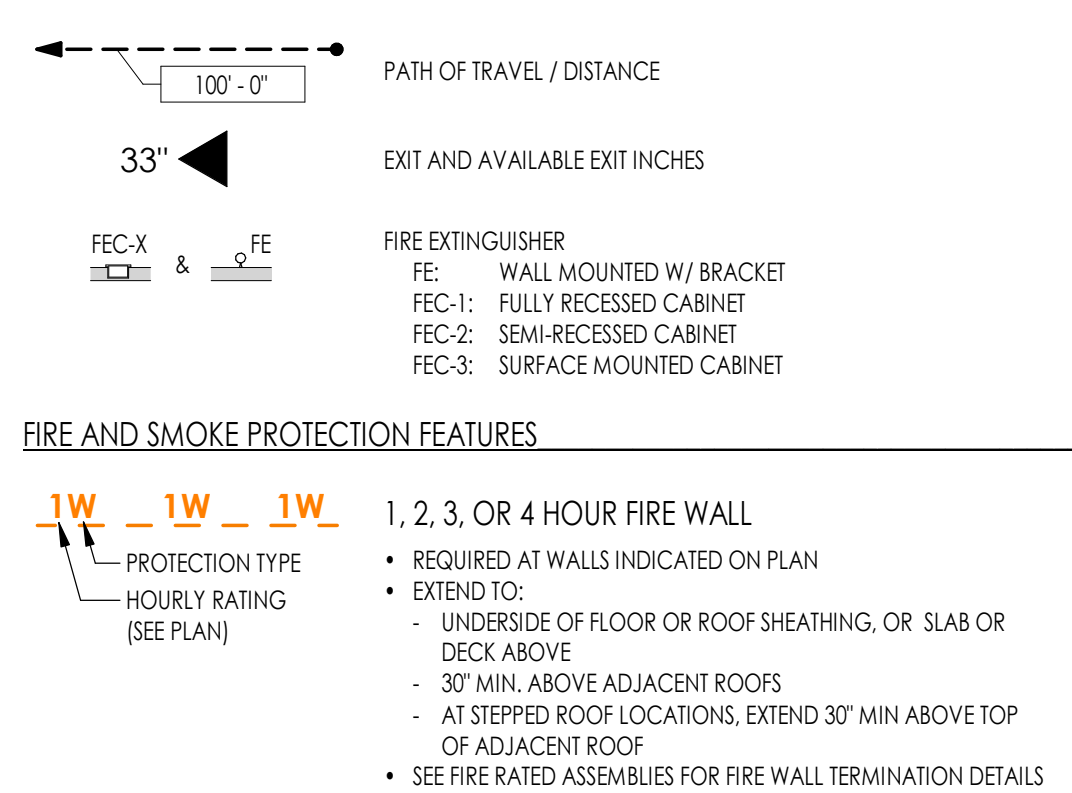 100' - 0"
PATH OF TRAVEL / DISTANCE
33"
EXIT AND AVAILABLE EXIT INCHES
FEC-X & FE
FIRE EXTINGUISHER
FE: WALL MOUNTED W/ BRACKET
FEC-1: FULLY RECESSED CABINET
FEC-2: SEMI-RECESSED CABINET
FEC-3: SURFACE MOUNTED CABINET
FIRE AND SMOKE PROTECTION FEATURES
1W 1W 1W
PROTECTION TYPE
HOURLY RATING
(SEE PLAN)
1, 2, 3, OR 4 HOUR FIRE WALL
• REQUIRED AT WALLS INDICATED ON PLAN
• EXTEND TO:
- UNDERSIDE OF FLOOR OR ROOF SHEATHING, OR SLAB OR
DECK ABOVE
- 30" MIN. ABOVE ADJACENT ROOFS
- AT STEPPED ROOF LOCATIONS, EXTEND 30" MIN ABOVE TOP
OF ADJACENT ROOF
• SEE FIRE RATED ASSEMBLIES FOR FIRE WALL TERMINATION DETAILS